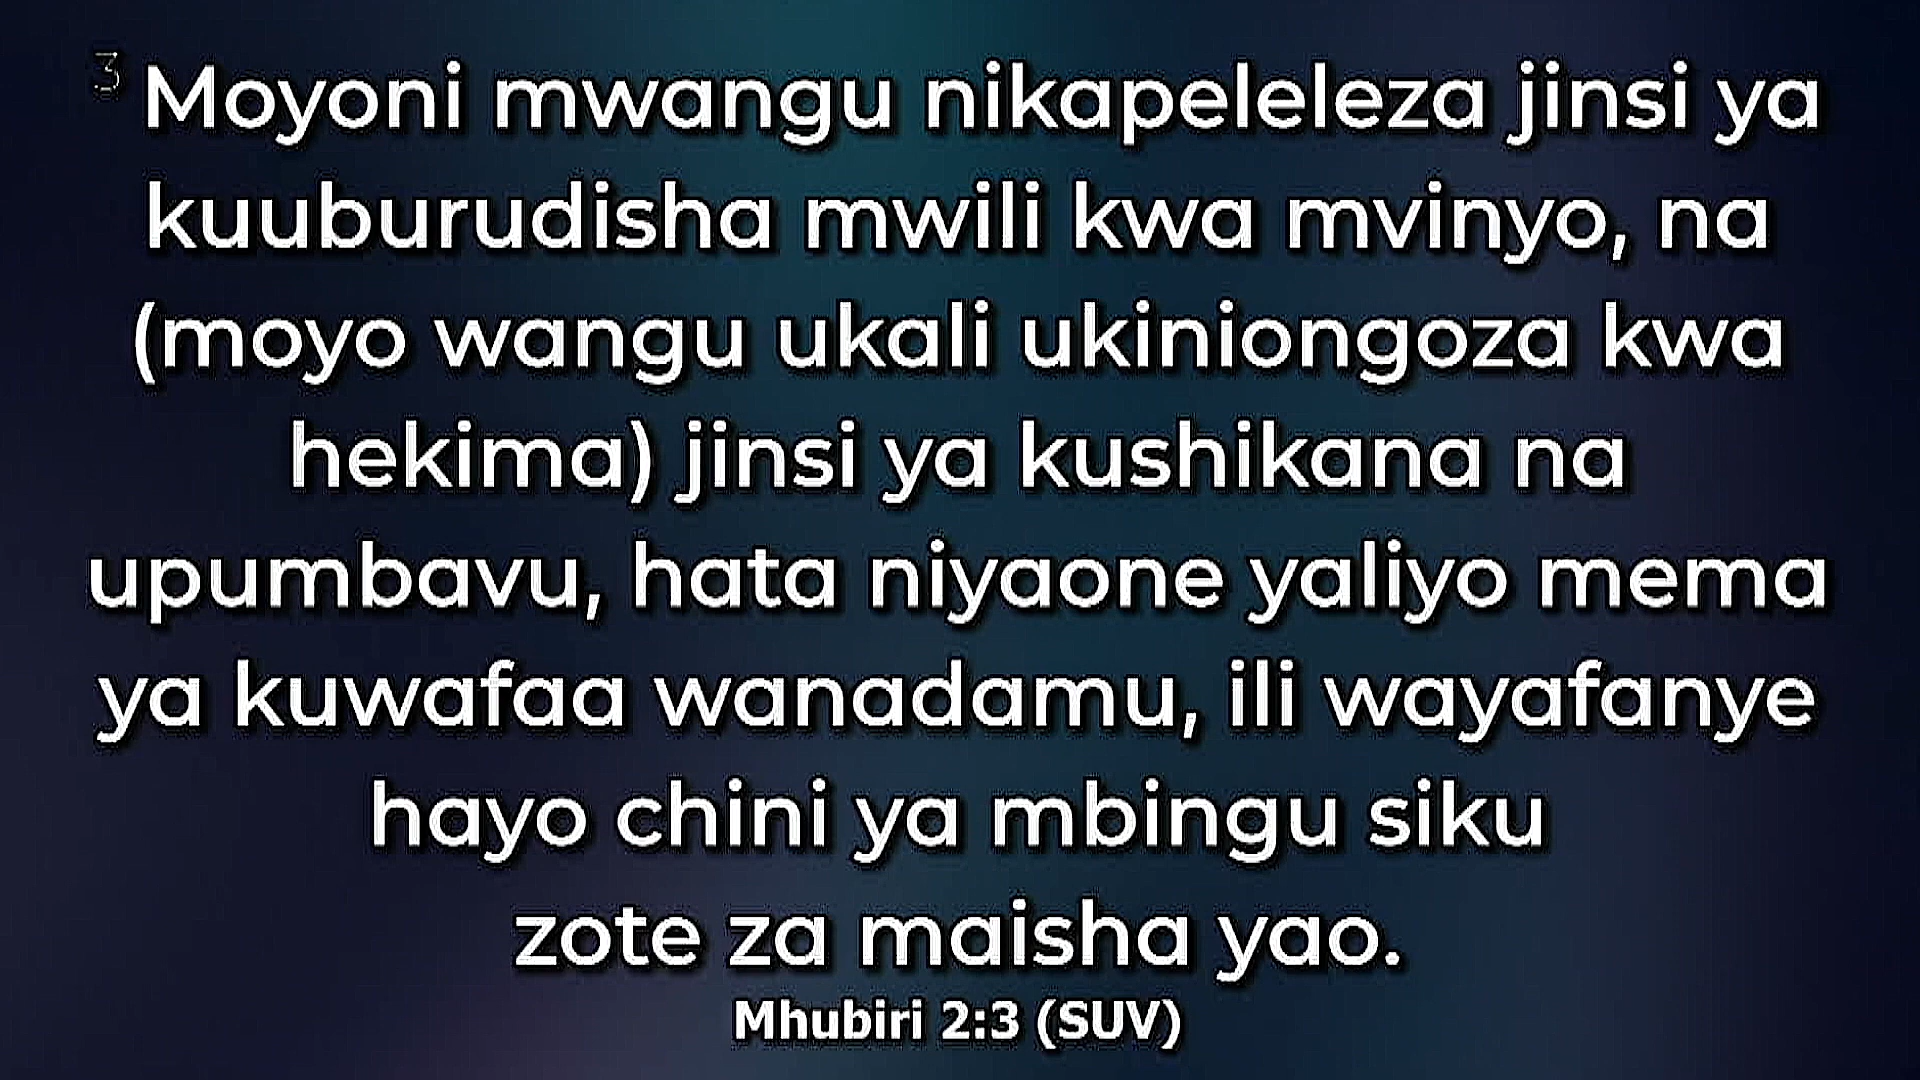 3 Moyoni mwangu nikapeleleza jinsi ya
kuuburudisha mwili kwa mvinyo, na
(moyo wangu ukali ukiniongoza kwa
hekima) jinsi ya kushikana na
upumbavu, hata niyaone yaliyo mema
ya kuwafaa wanadamu, ili wayafanye
hayo chini ya mbingu siku
zote za maisha yao.
Mhubiri 2:3 (SUV)